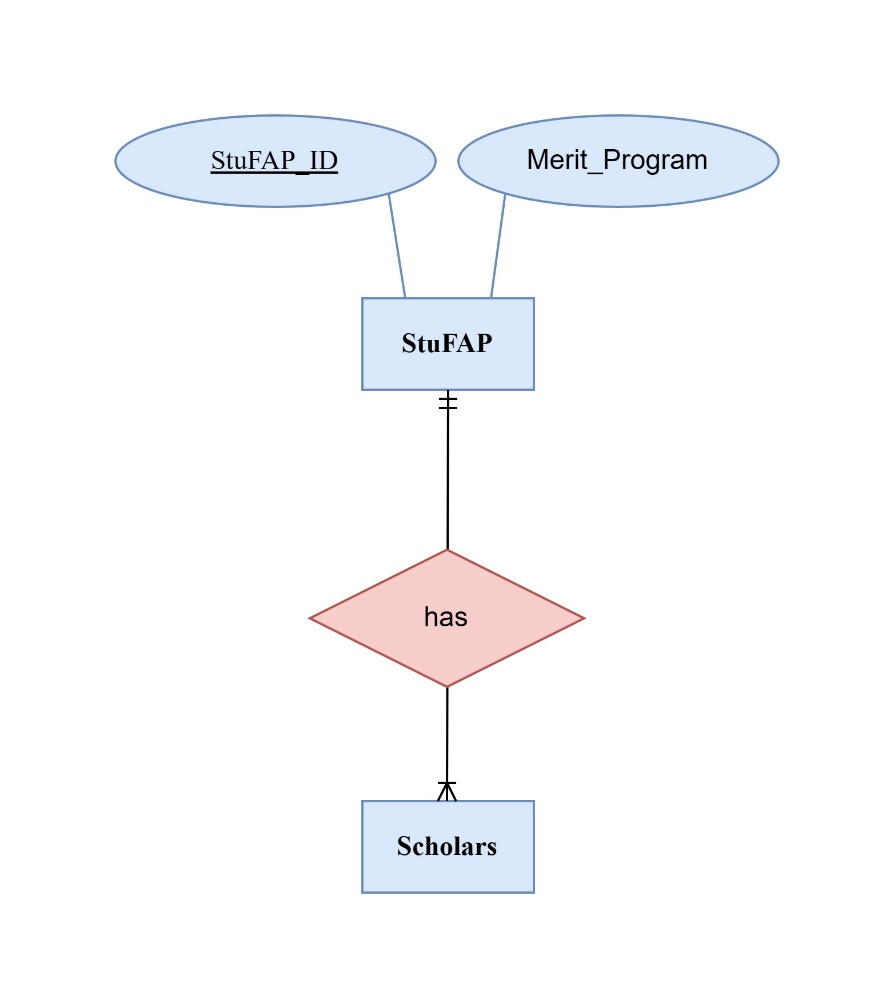 StuFAP_ID
Merit_Program
StuFAP
has
Scholars